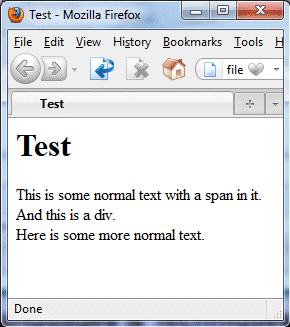 Test - Mozilla Firefox
File Edit View History Bookmarks Tools H
file
Test
Test
This is some normal text with a span in it.
And this is a div.
Here is some more normal text.
Done